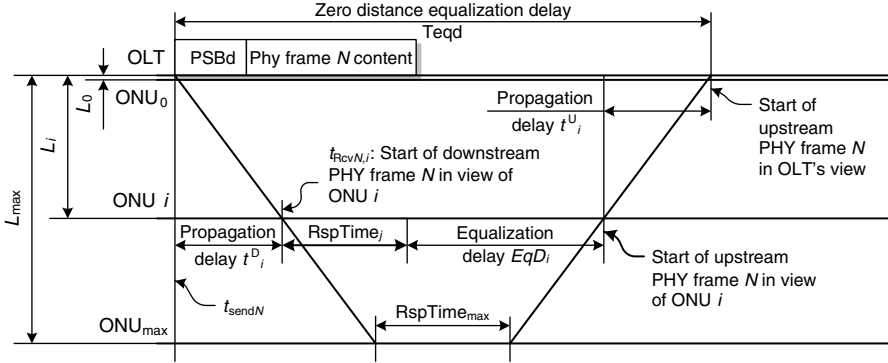 Zero distance equalization delay
Teqd
OLT
PSBd
Phy frame N content
L0
ONU0
Li
Lmax
Propagation
delay tUi
Start of
upstream
PHY frame N
in OLT's view
tRcvN,i: Start of downstream
PHY frame N in view of
ONU i
ONU i
Propagation
delay tDi
RspTimej
Equalization
delay EqDi
Start of upstream
PHY frame N in view
of ONU i
tsendN
RspTimemax
ONUmax